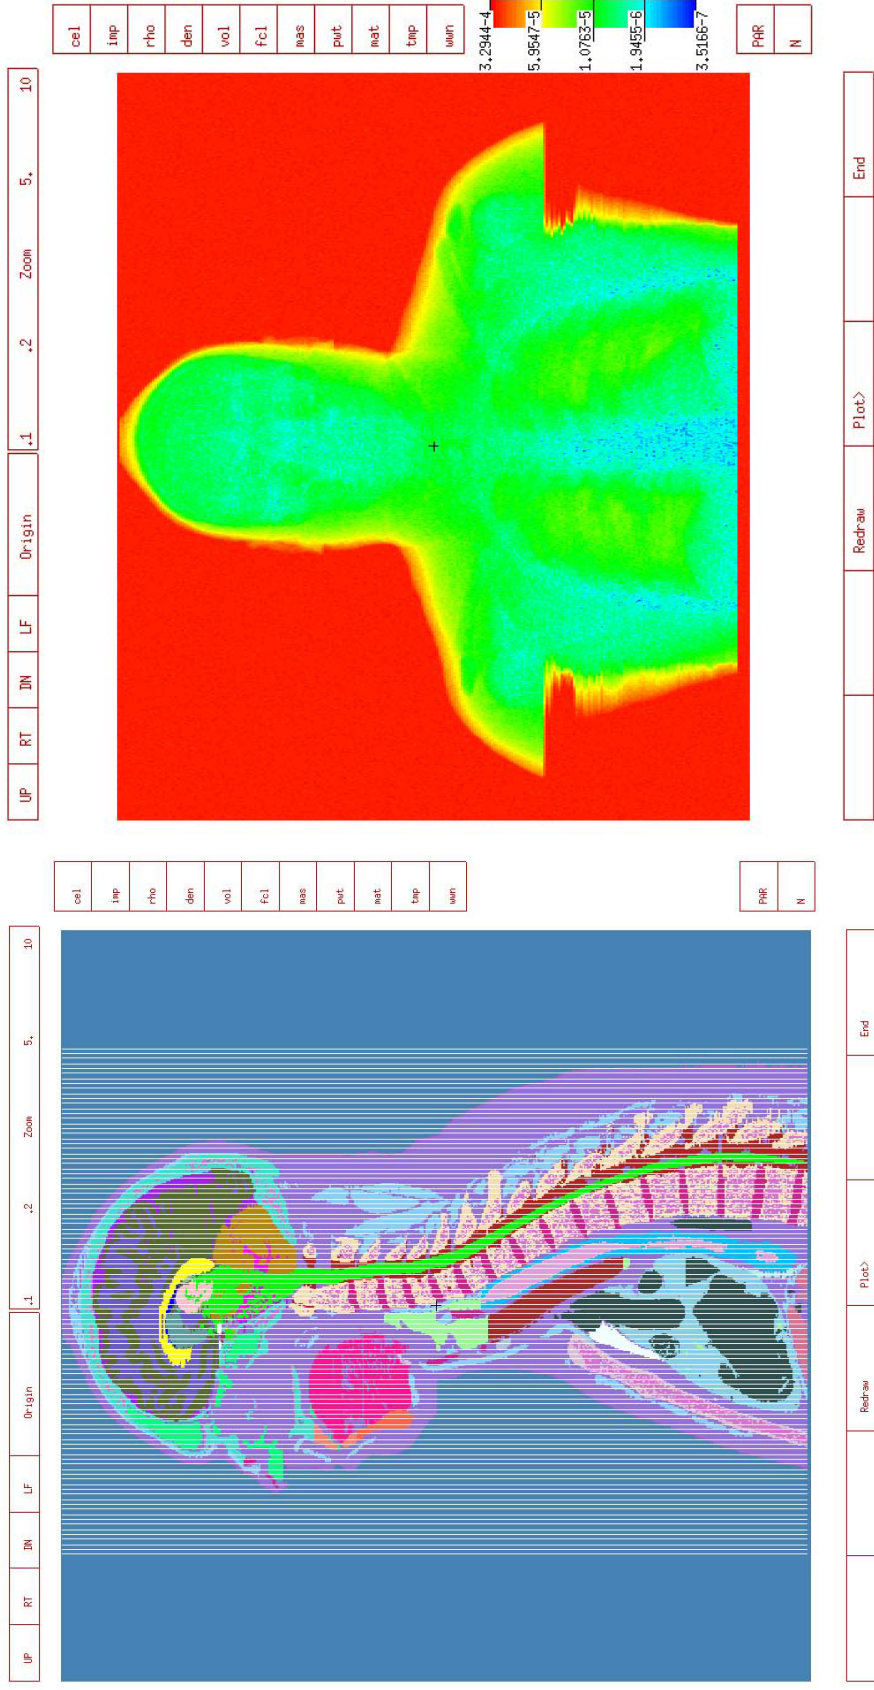 UP RT DN LF Origin .1 .2 Zoom 5. 10
cel
imp
rho
den
vol
fcl
mas
pwt
mat
tmp
wwn
3.2944-4
5.9547-5
1.0763-5
1.9455-6
3.5166-7
PAR
N
Redraw Plot> End
UP RT DN LF Origin .1 .2 Zoom 5. 10
cel
imp
rho
den
vol
fcl
mas
pwt
mat
tmp
wwn
PAR
N
Redraw Plot> End